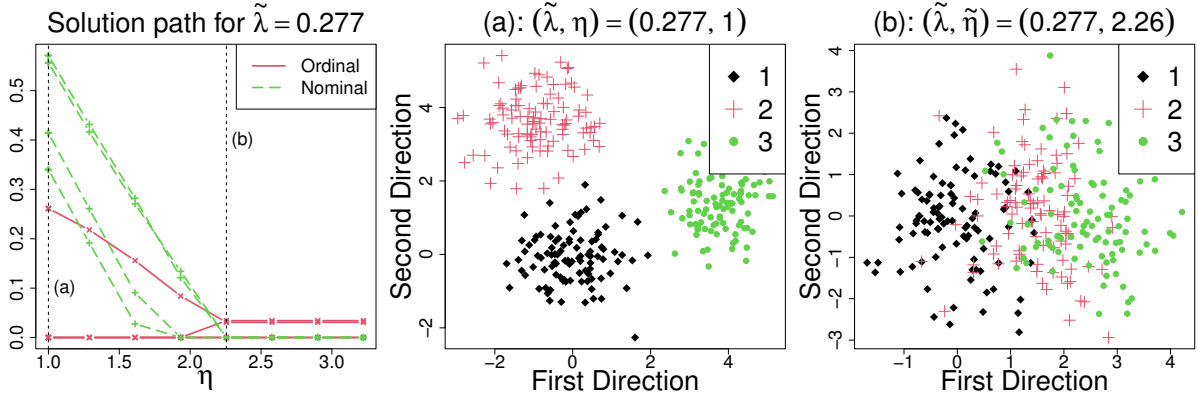 Solution path for λ̃ = 0.277
Ordinal
Nominal
(b)
(a)
0.5
0.4
0.3
0.2
0.1
0.0
1.0 1.5 2.0 2.5 3.0
η
(a): (λ̃, η) = (0.277, 1)
1
2
3
Second Direction
4
2
0
−2
−2 0 2 4
First Direction
(b): (λ̃, η̃) = (0.277, 2.26)
1
2
3
Second Direction
4
3
2
1
0
-1
-2
-3
-1 0 1 2 3 4
First Direction